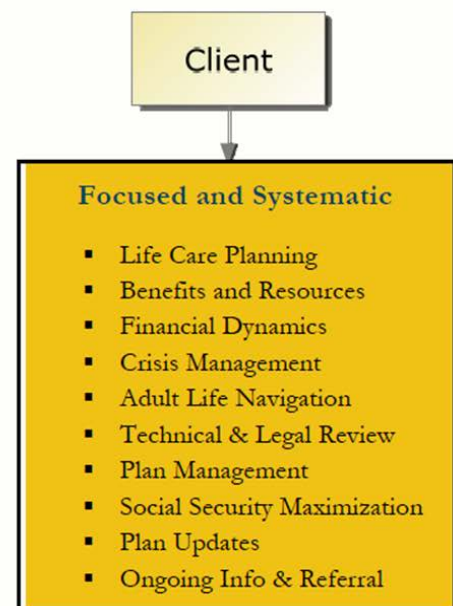 Client
Focused and Systematic
▪ Life Care Planning
▪ Benefits and Resources
▪ Financial Dynamics
▪ Crisis Management
▪ Adult Life Navigation
▪ Technical & Legal Review
▪ Plan Management
▪ Social Security Maximization
▪ Plan Updates
▪ Ongoing Info & Referral